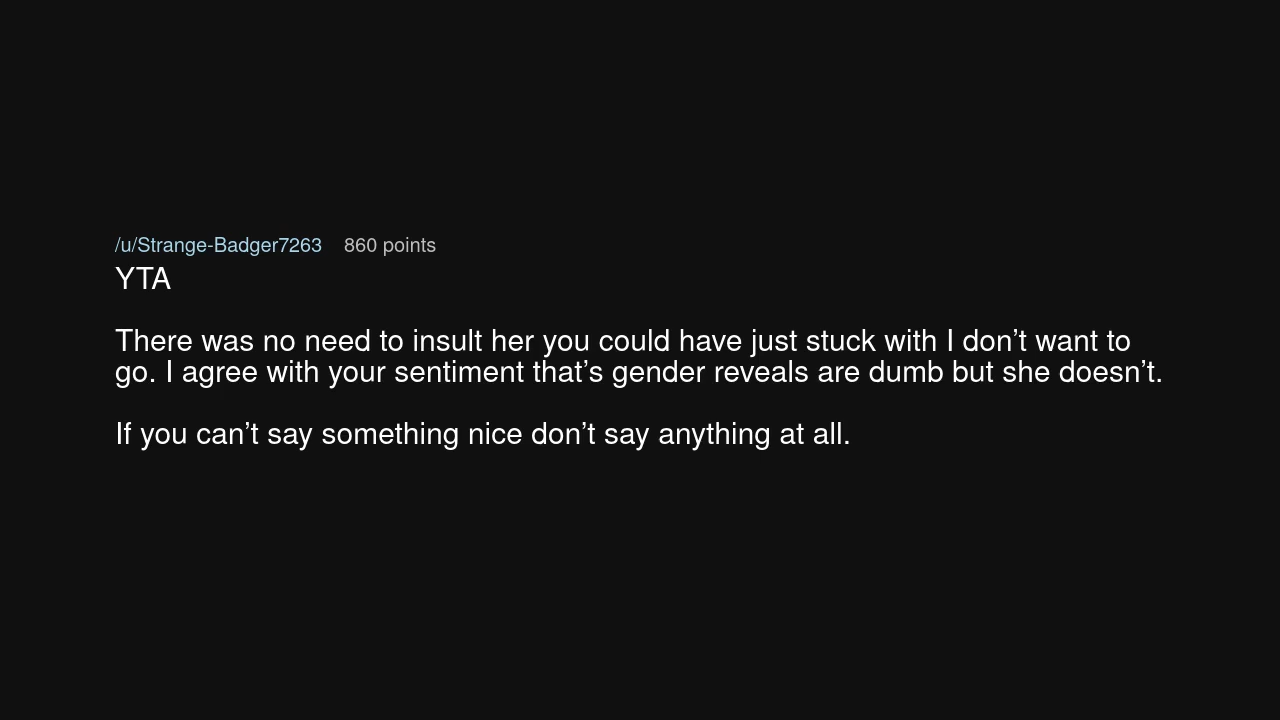 /u/Strange-Badger7263 860 points
YTA
There was no need to insult her you could have just stuck with I don’t want to
go. I agree with your sentiment that’s gender reveals are dumb but she doesn’t.
If you can’t say something nice don’t say anything at all.